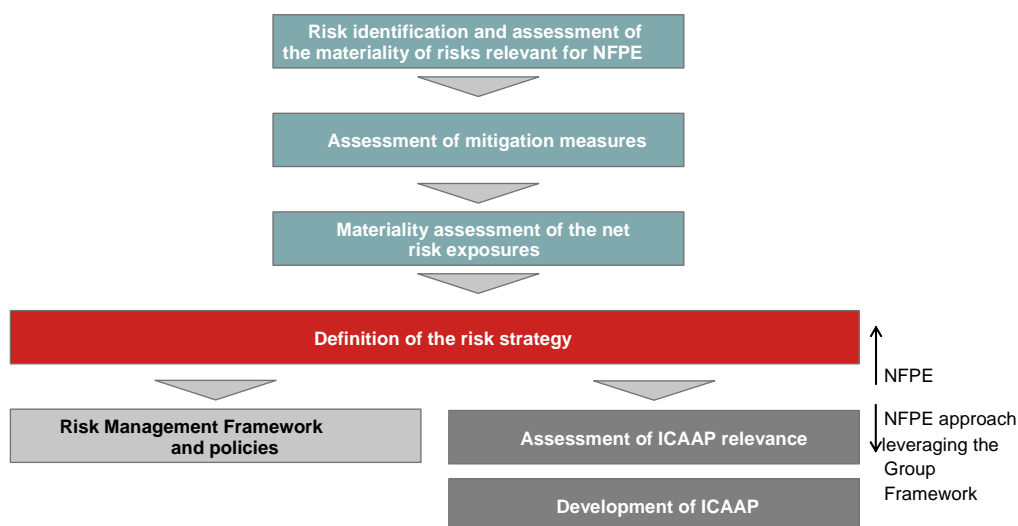 Risk identification and assessment of
the materiality of risks relevant for NFPE
Assessment of mitigation measures
Materiality assessment of the net
risk exposures
Definition of the risk strategy
NFPE
Risk Management Framework
and policies
Assessment of ICAAP relevance
NFPE approach
leveraging the
Group
Framework
Development of ICAAP